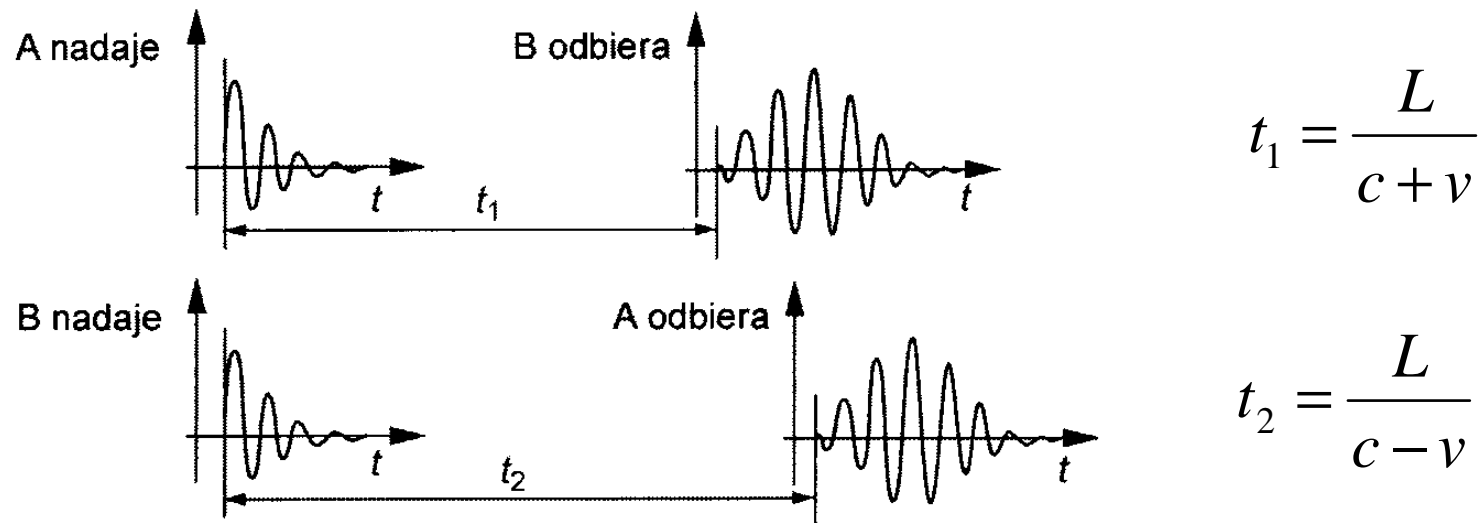 A nadaje
B odbiera
t
t₁
t
t₁ = L / (c + v)
B nadaje
A odbiera
t
t₂
t
t₂ = L / (c − v)